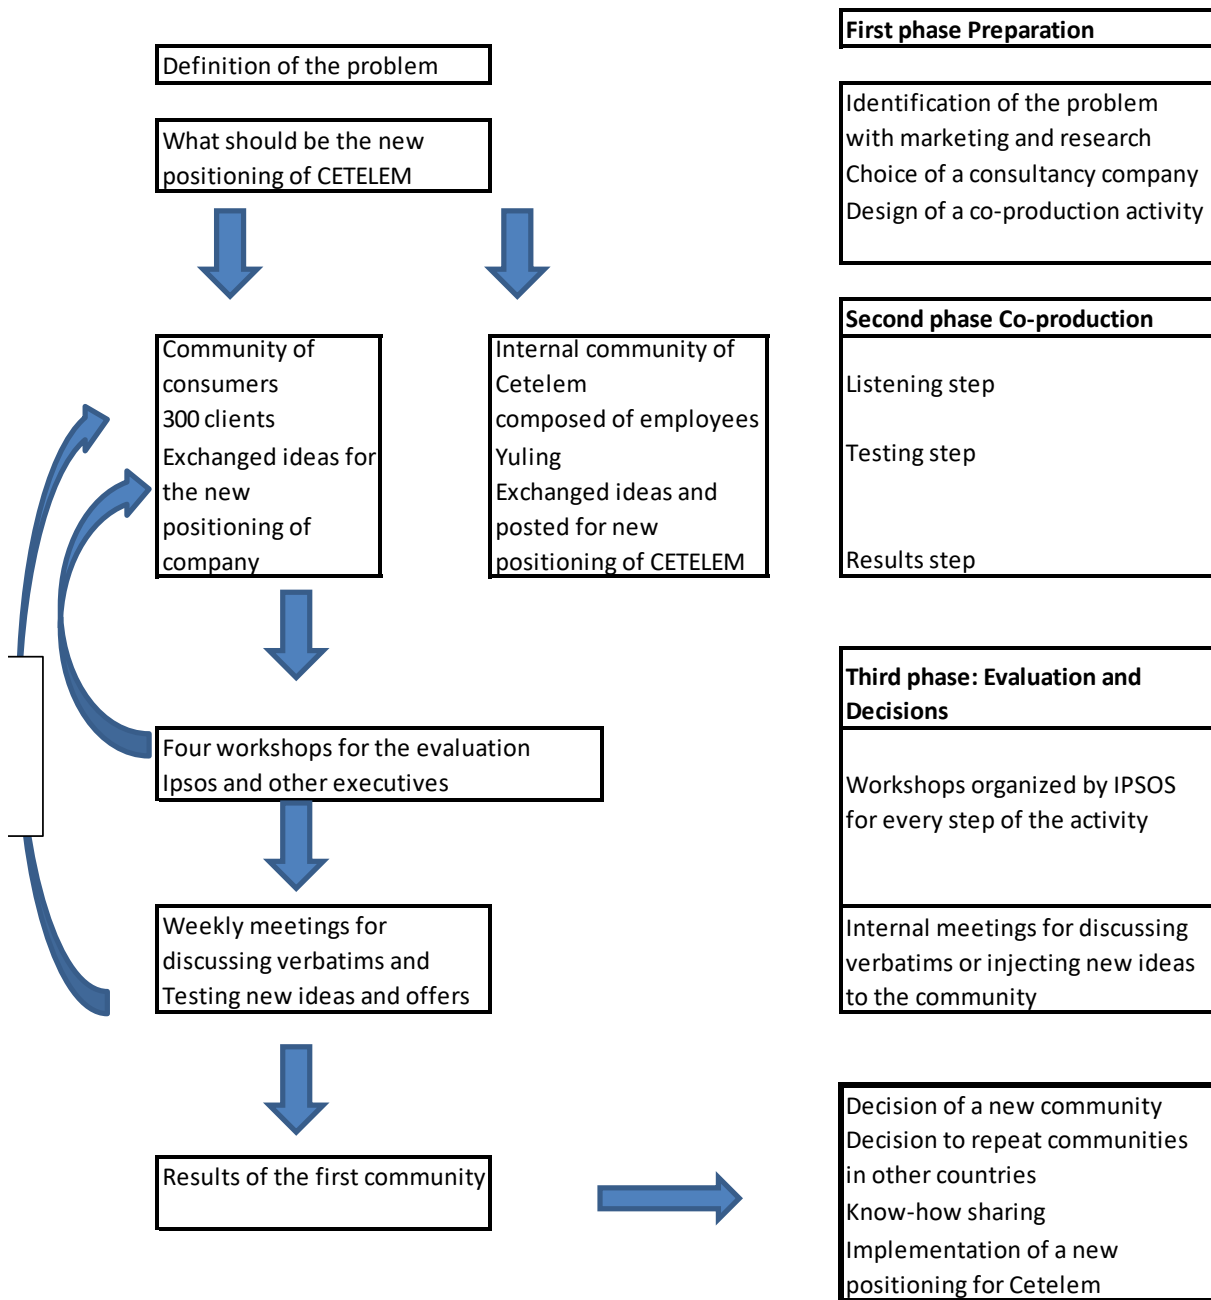 First phase Preparation
Definition of the problem
What should be the new
positioning of CETELEM
Identification of the problem
with marketing and research
Choice of a consultancy company
Design of a co-production activity
Community of
consumers
300 clients
Exchanged ideas for
the new
positioning of
company
Internal community of
Cetelem
composed of employees
Yuling
Exchanged ideas and
posted for new
positioning of CETELEM
Second phase Co-production
Listening step
Testing step
Results step
Four workshops for the evaluation
Ipsos and other executives
Third phase: Evaluation and
Decisions
Workshops organized by IPSOS
for every step of the activity
Weekly meetings for
discussing verbatims and
Testing new ideas and offers
Internal meetings for discussing
verbatims or injecting new ideas
to the community
Results of the first community
Decision of a new community
Decision to repeat communities
in other countries
Know-how sharing
Implementation of a new
positioning for Cetelem